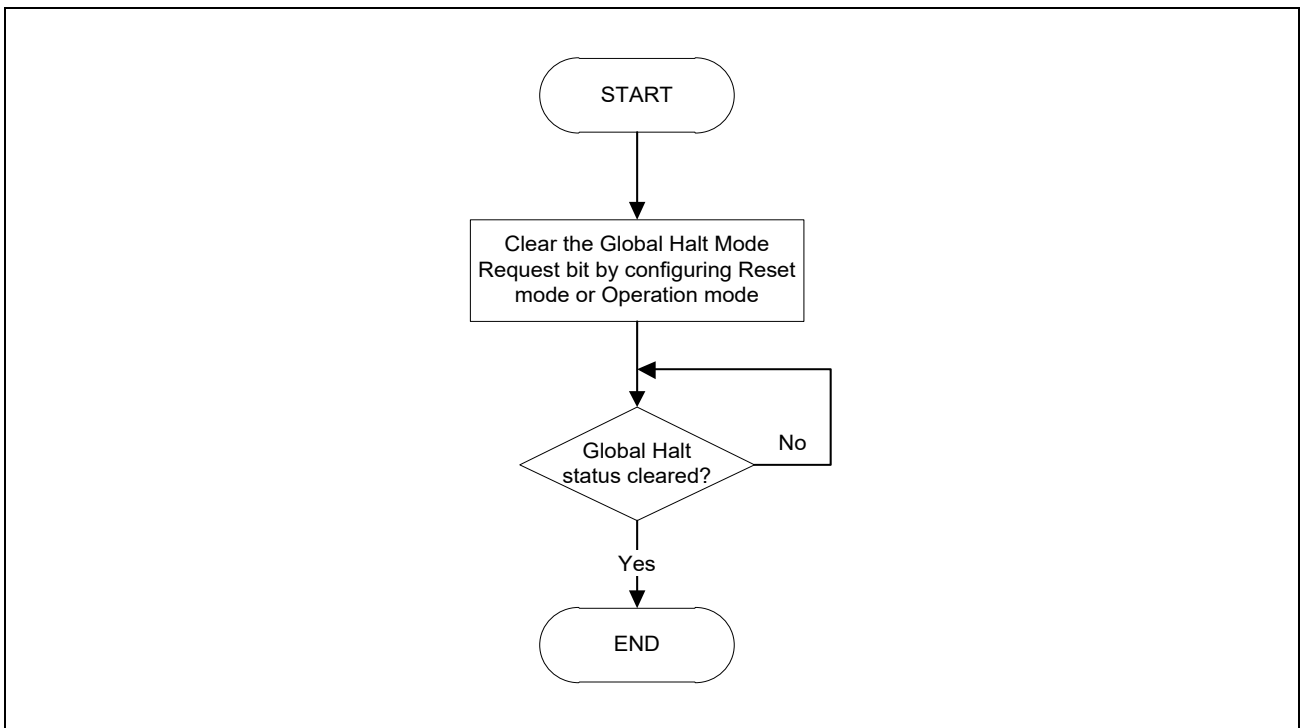 START
Clear the Global Halt Mode
Request bit by configuring Reset
mode or Operation mode
Global Halt
status cleared?
No
Yes
END